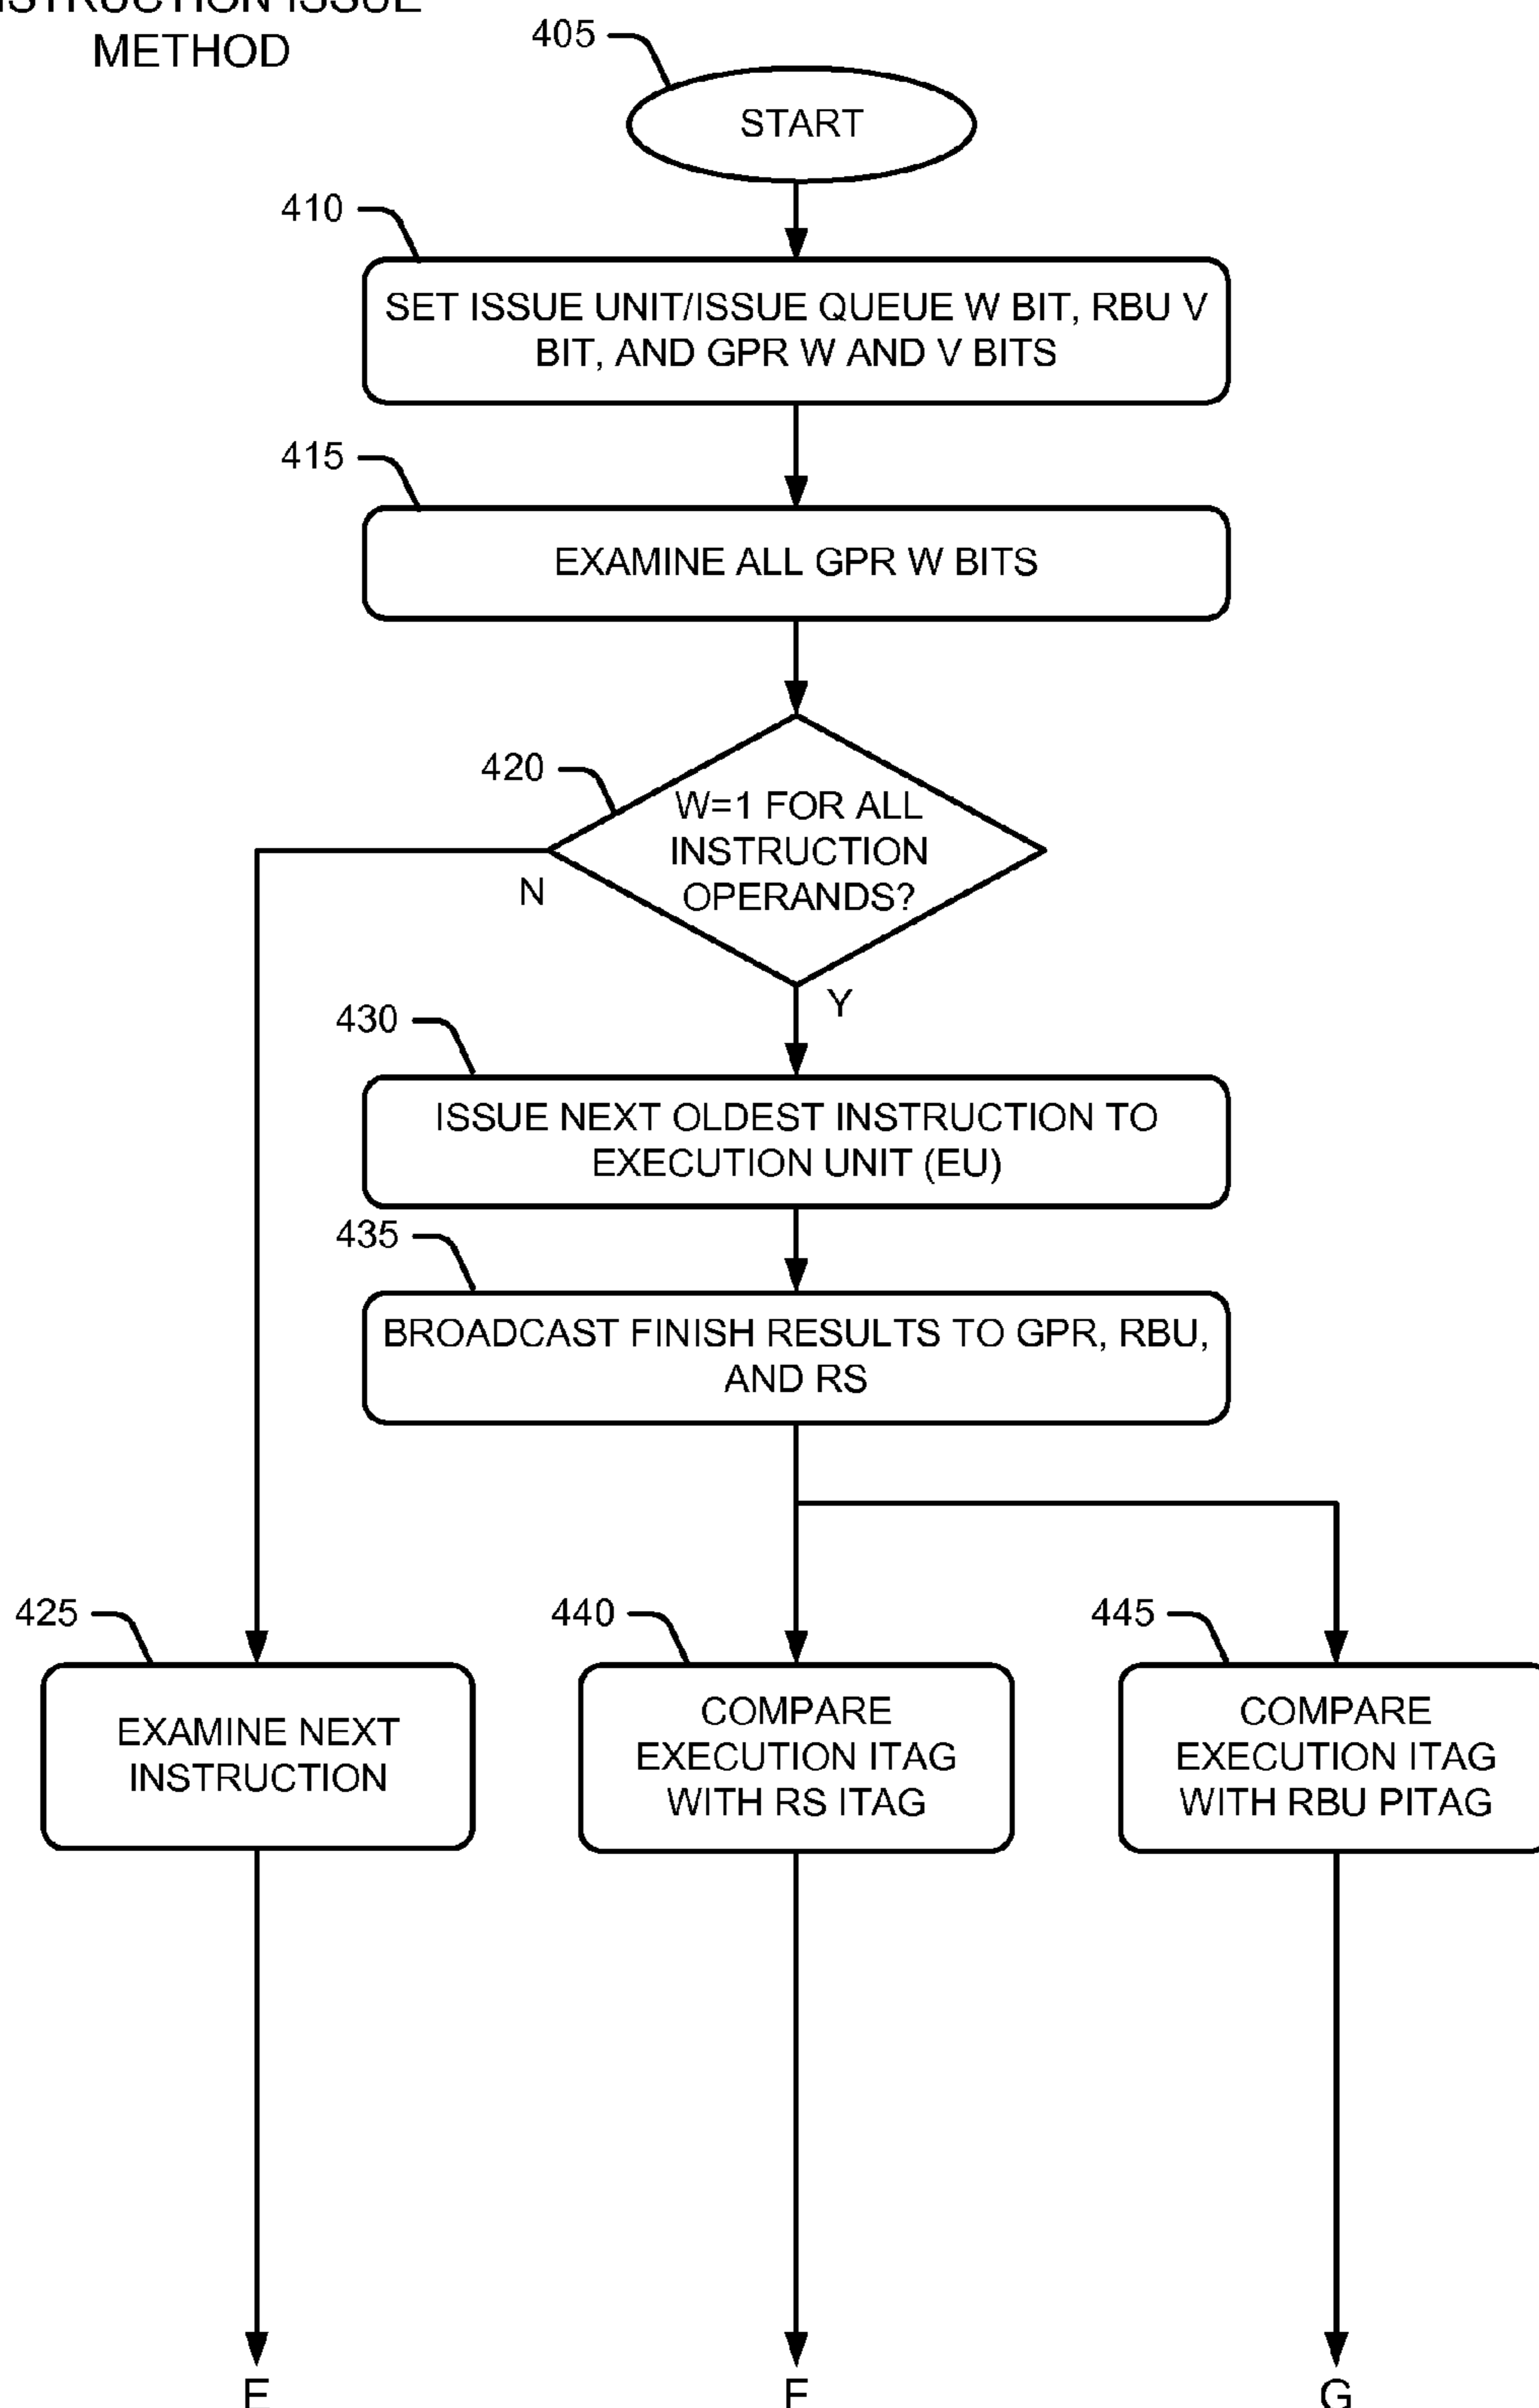 INSTRUCTION ISSUE
METHOD
405
START
410
SET ISSUE UNIT/ISSUE QUEUE W BIT, RBU V
BIT, AND GPR W AND V BITS
415
EXAMINE ALL GPR W BITS
420
W=1 FOR ALL
INSTRUCTION
OPERANDS?
N
Y
430
ISSUE NEXT OLDEST INSTRUCTION TO
EXECUTION UNIT (EU)
435
BROADCAST FINISH RESULTS TO GPR, RBU,
AND RS
425
EXAMINE NEXT
INSTRUCTION
440
COMPARE
EXECUTION ITAG
WITH RS ITAG
445
COMPARE
EXECUTION ITAG
WITH RBU PITAG
E
F
G